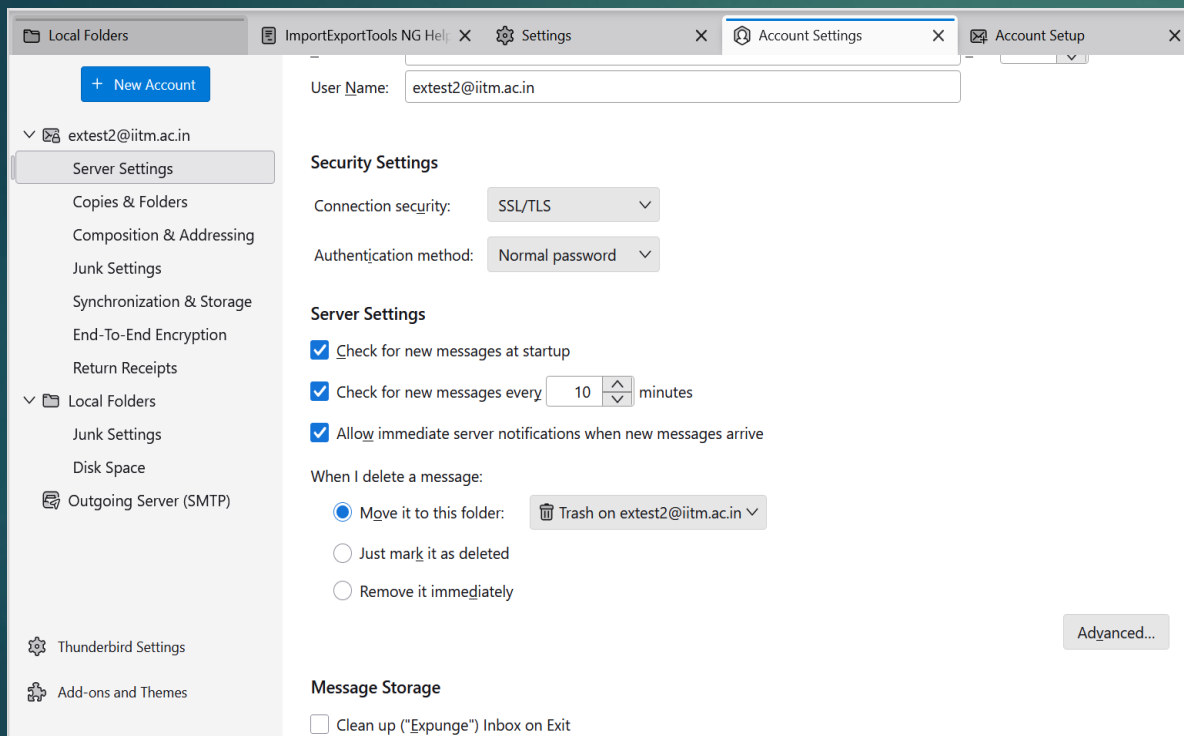 Local Folders
ImportExportTools NG Help
Settings
Account Settings
Account Setup
+ New Account
User Name: extest2@iitm.ac.in
extest2@iitm.ac.in
Server Settings
Copies & Folders
Composition & Addressing
Junk Settings
Synchronization & Storage
End-To-End Encryption
Return Receipts
Local Folders
Junk Settings
Disk Space
Outgoing Server (SMTP)
Thunderbird Settings
Add-ons and Themes
Security Settings
Connection security: SSL/TLS
Authentication method: Normal password
Server Settings
Check for new messages at startup
Check for new messages every 10 minutes
Allow immediate server notifications when new messages arrive
When I delete a message:
Move it to this folder: Trash on extest2@iitm.ac.in
Just mark it as deleted
Remove it immediately
Advanced...
Message Storage
Clean up ("Expunge") Inbox on Exit